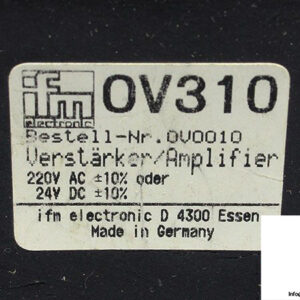 ifm
electronic
OV310
Bestell-Nr.OV0010
Verstärker/Amplifier
220V AC ±10% oder
24V DC ±10%
ifm electronic D 4300 Essen
Made in Germany